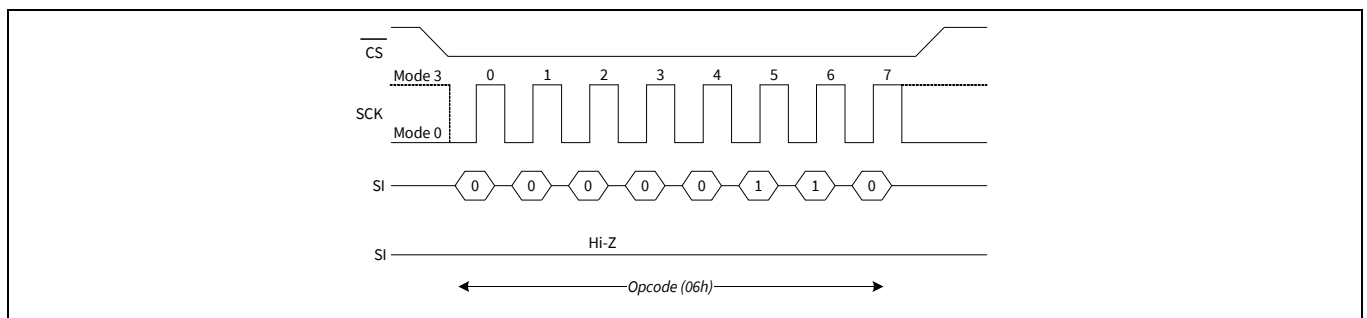 CS
Mode 3 0 1 2 3 4 5 6 7
SCK
Mode 0
SI 0 0 0 0 0 1 1 0
Hi-Z
SI
Opcode (06h)